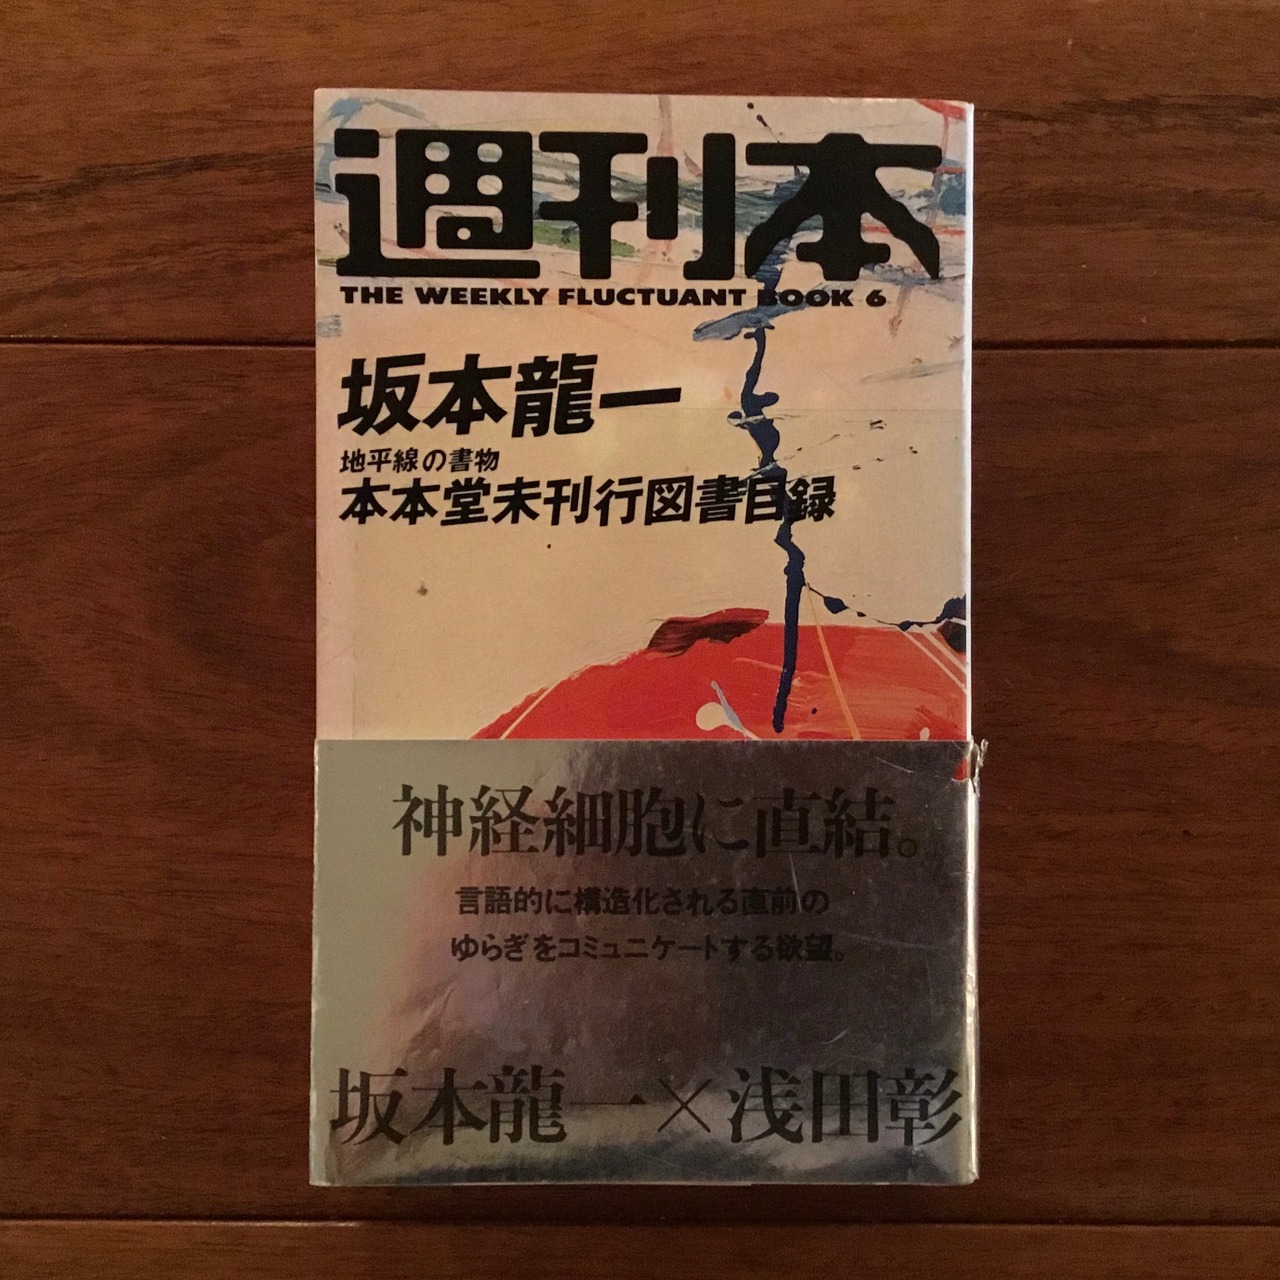 週刊本
THE WEEKLY FLUCTUANT BOOK 6
坂本龍一
地平線の書物
本本堂未刊行図書目録
神経細胞に直結。
言語的に構造化される直前の
ゆらぎをコミュニケートする欲望。
坂本龍一×浅田彰